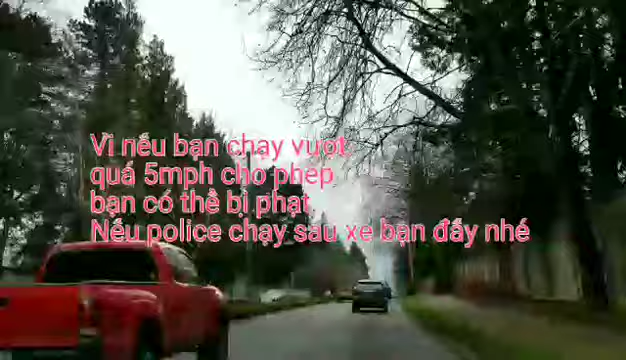 Vì nếu bạn chạy vượt
quá 5mph cho phép
bạn có thể bị phạt
Nếu police chạy sau xe bạn đấy nhé